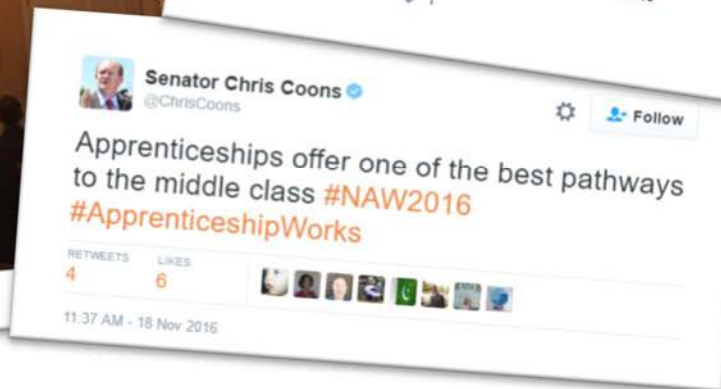 Senator Chris Coons
@ChrisCoons
Follow
Apprenticeships offer one of the best pathways
to the middle class #NAW2016
#ApprenticeshipWorks
RETWEETS LIKES
4 6
11:37 AM - 18 Nov 2016